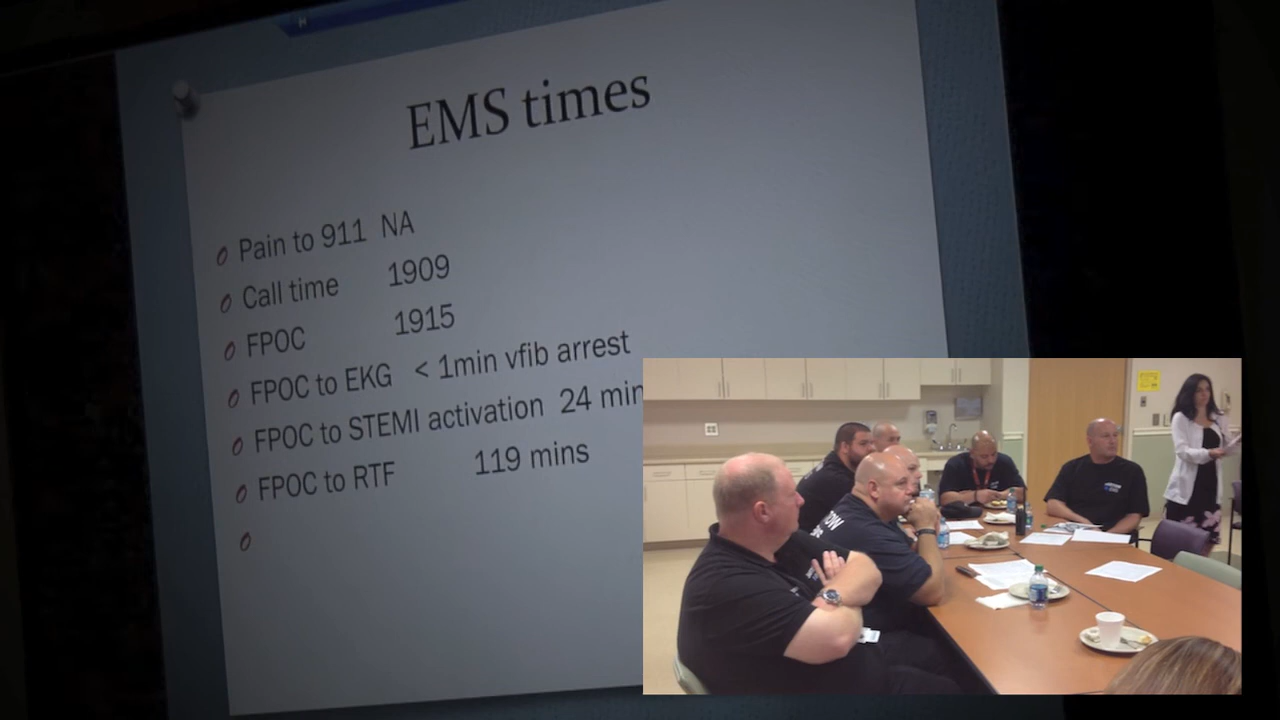 EMS times
Pain to 911 NA
Call time 1909
FPOC 1915
FPOC to EKG < 1min vfib arrest
FPOC to STEMI activation 24 min
FPOC to RTF 119 mins